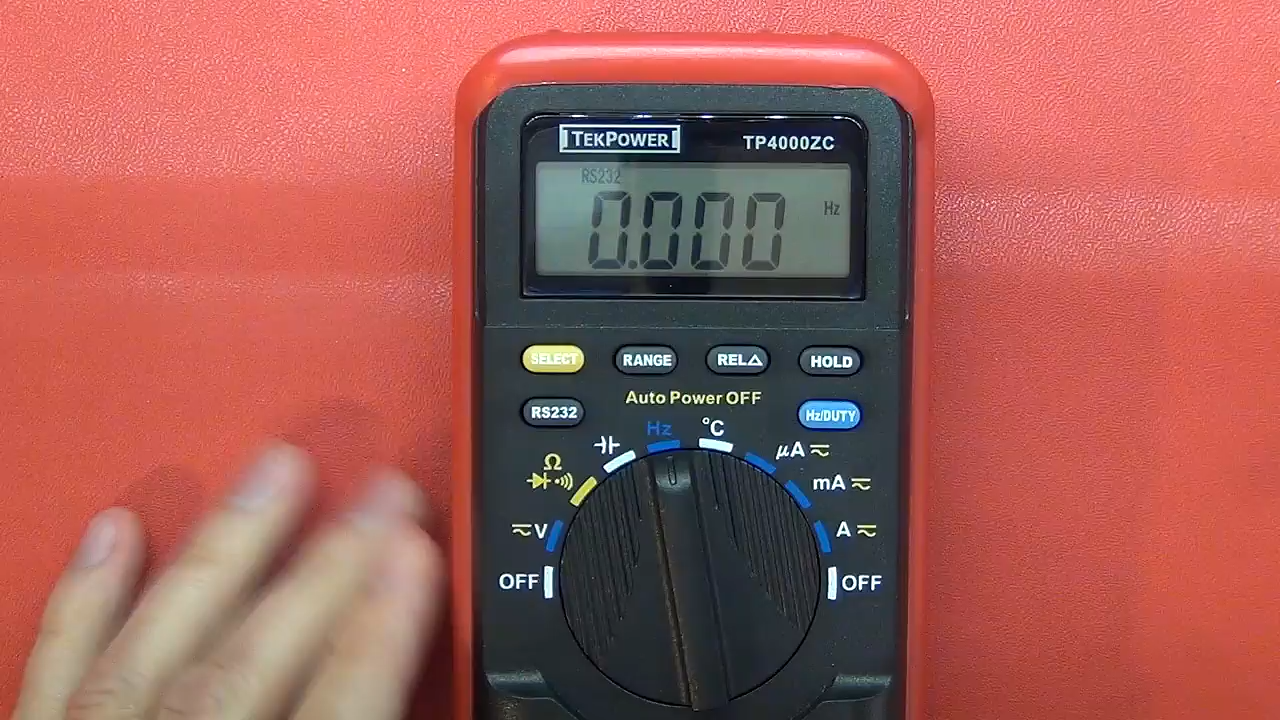 TEKPOWER
TP4000ZC
RS232
0.000 Hz
SELECT RANGE REL△ HOLD
Auto Power OFF
RS232 Hz/DUTY
Hz °C
μA
Ω
mA
V A
OFF OFF